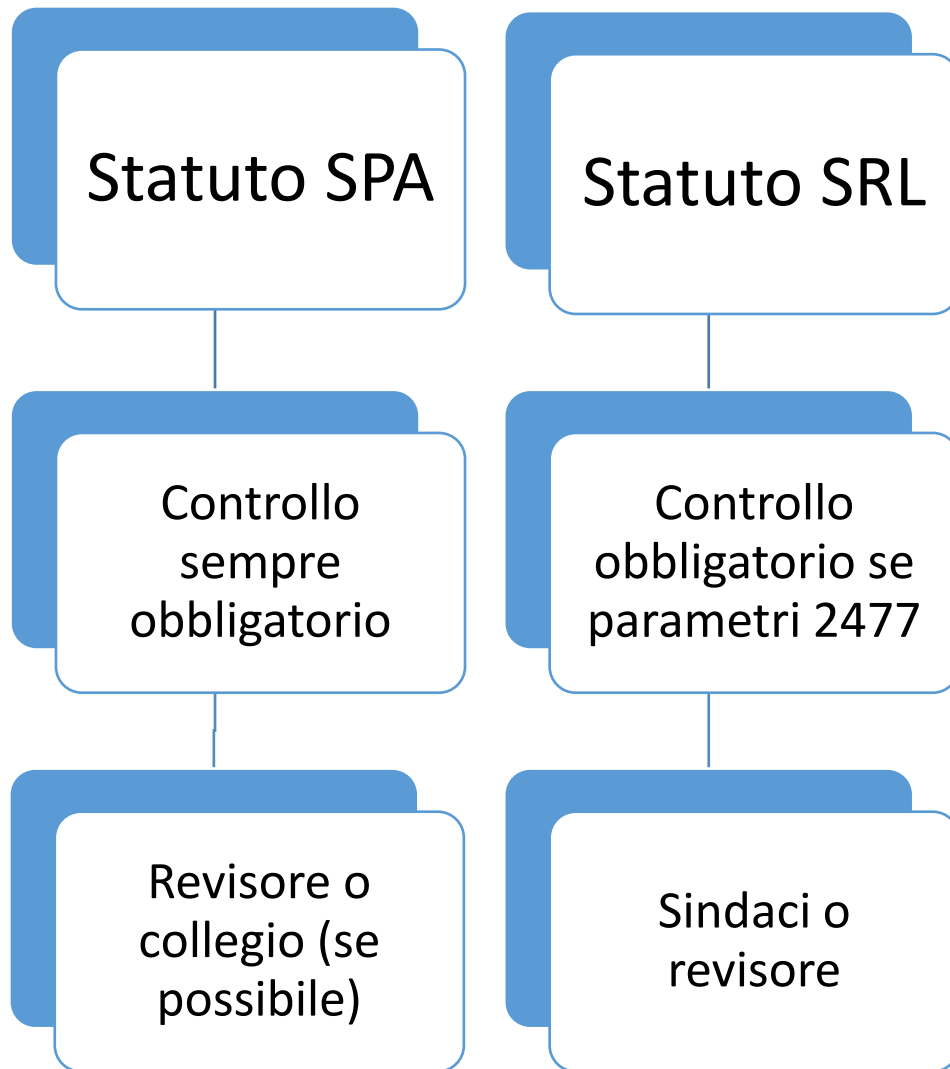 Statuto SPA
Controllo
sempre
obbligatorio
Revisore o
collegio (se
possibile)
Statuto SRL
Controllo
obbligatorio se
parametri 2477
Sindaci o
revisore